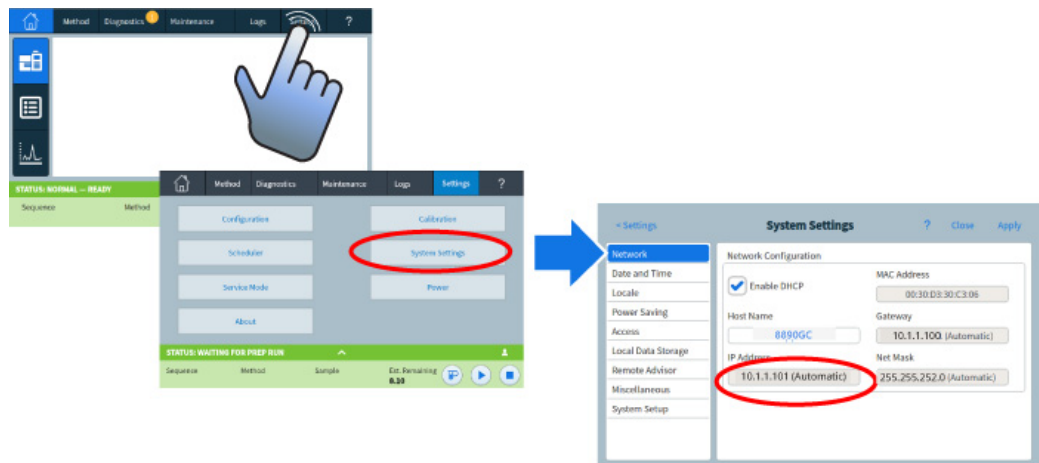 Method Diagnostics 1 Maintenance Logs ?
STATUS: NORMAL — READY
Sequence Method
Method Diagnostics Maintenance Logs Settings ?
Configuration Calibration
Scheduler System Settings
Service Mode Power
About
STATUS: WAITING FOR PREP RUN
Sequence Method Sample Est. Remaining
0.10
< Settings System Settings ? Close Apply
Network
Date and Time
Locale
Power Saving
Access
Local Data Storage
Remote Advisor
Miscellaneous
System Setup
Network Configuration
Enable DHCP
MAC Address
00:30:D3:30:C3:06
Host Name
8890GC
Gateway
10.1.1.100 (Automatic)
IP Address
10.1.1.101 (Automatic)
Net Mask
255.255.252.0 (Automatic)